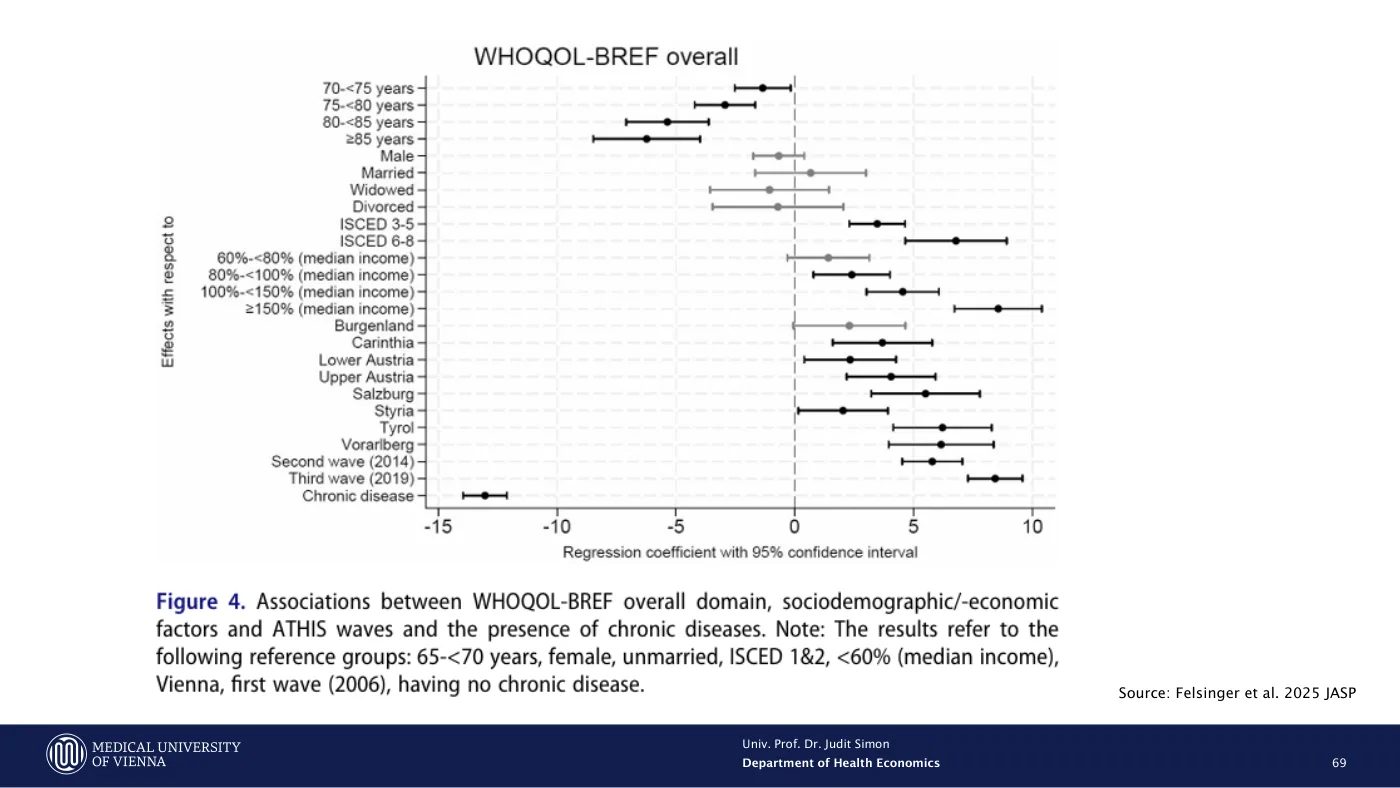 WHOQOL-BREF overall
Effects with respect to
70-<75 years
75-<80 years
80-<85 years
≥85 years
Male
Married
Widowed
Divorced
ISCED 3-5
ISCED 6-8
60%-<80% (median income)
80%-<100% (median income)
100%-<150% (median income)
≥150% (median income)
Burgenland
Carinthia
Lower Austria
Upper Austria
Salzburg
Styria
Tyrol
Vorarlberg
Second wave (2014)
Third wave (2019)
Chronic disease
-15 -10 -5 0 5 10
Regression coefficient with 95% confidence interval
Figure 4. Associations between WHOQOL-BREF overall domain, sociodemographic/-economic
factors and ATHIS waves and the presence of chronic diseases. Note: The results refer to the
following reference groups: 65-<70 years, female, unmarried, ISCED 1&2, <60% (median income),
Vienna, first wave (2006), having no chronic disease.
Source: Felsinger et al. 2025 JASP
MEDICAL UNIVERSITY
OF VIENNA
Univ. Prof. Dr. Judit Simon
Department of Health Economics
69